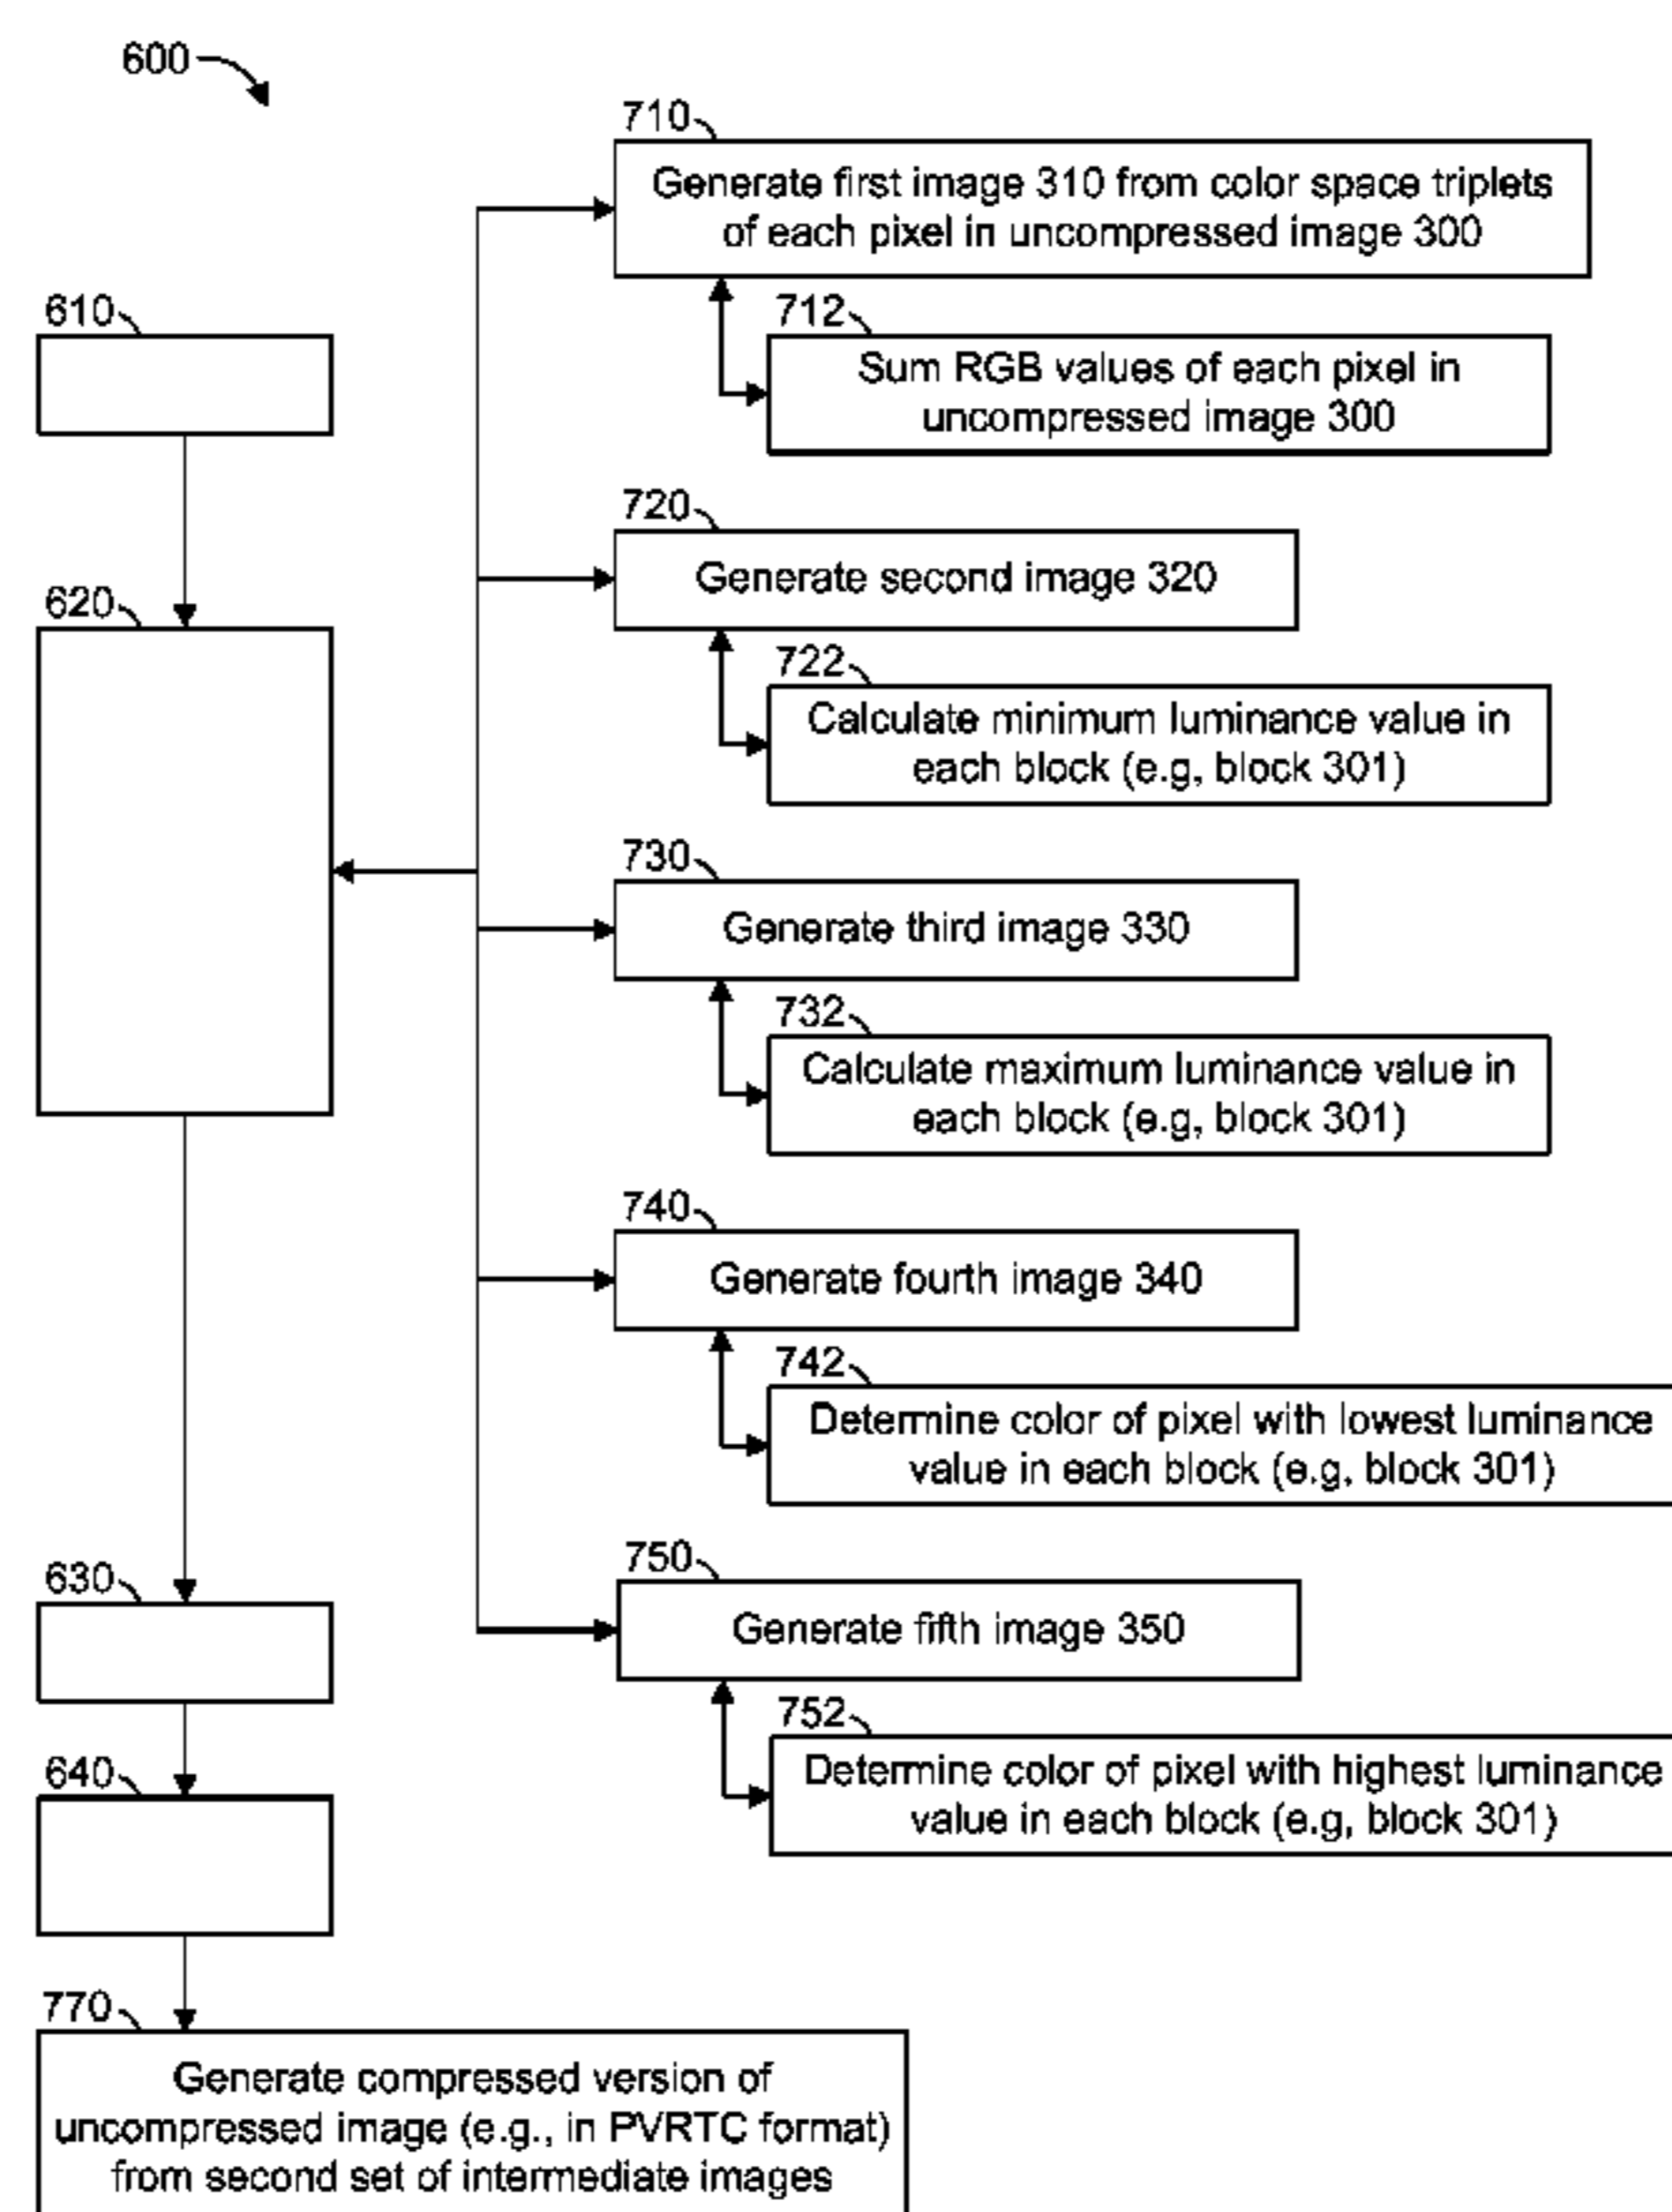 600
710
Generate first image 310 from color space triplets
of each pixel in uncompressed image 300
610
712
Sum RGB values of each pixel in
uncompressed image 300
720
Generate second image 320
620
722
Calculate minimum luminance value in
each block (e.g, block 301)
730
Generate third image 330
732
Calculate maximum luminance value in
each block (e.g, block 301)
740
Generate fourth image 340
742
Determine color of pixel with lowest luminance
value in each block (e.g, block 301)
750
Generate fifth image 350
630
752
Determine color of pixel with highest luminance
value in each block (e.g, block 301)
640
770
Generate compressed version of
uncompressed image (e.g., in PVRTC format)
from second set of intermediate images